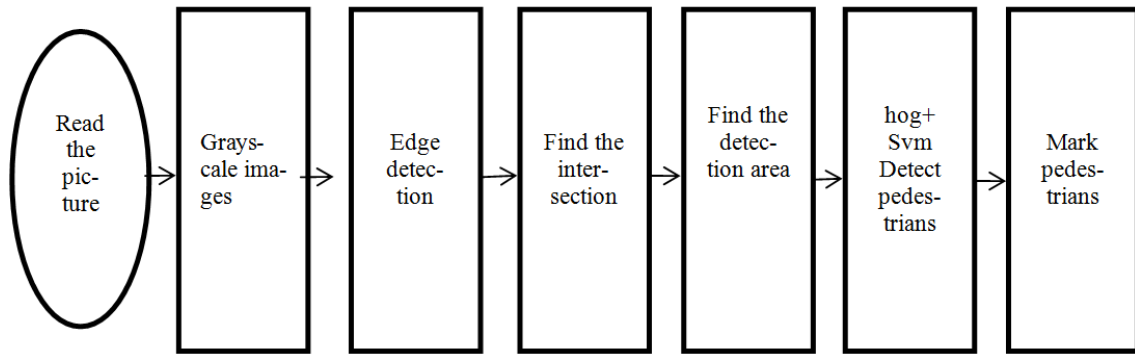 Read
the
pic-
ture
Grays-
cale ima-
ges
Edge
detec-
tion
Find the
inter-
section
Find the
detec-
tion area
hog+
Svm
Detect
pedes-
trians
Mark
pedes-
trians